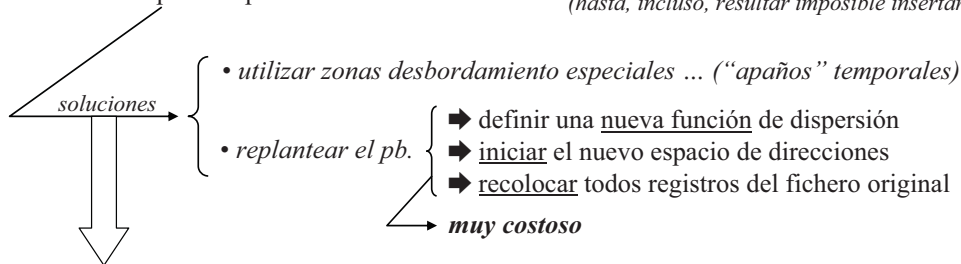 (hasta, incluso, resultar imposible insertar
• utilizar zonas desbordamiento especiales … (“apaños” temporales)
soluciones
• replantear el pb.
➡ definir una nueva función de dispersión
➡ iniciar el nuevo espacio de direcciones
➡ recolocar todos registros del fichero original
muy costoso